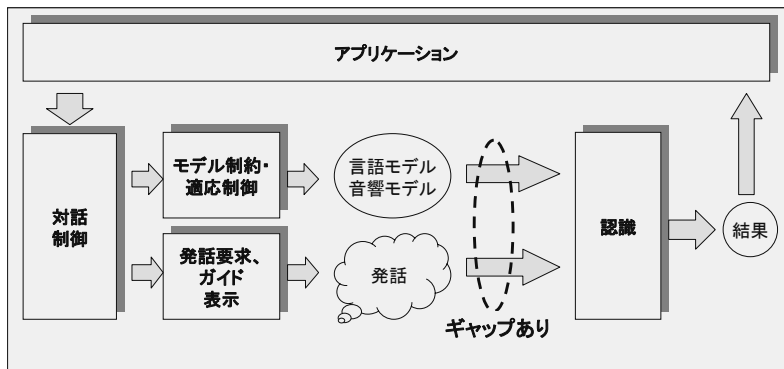 アプリケーション
対話
制御
モデル制約・
適応制御
言語モデル
音響モデル
発話要求、
ガイド
表示
発話
ギャップあり
認識
結果